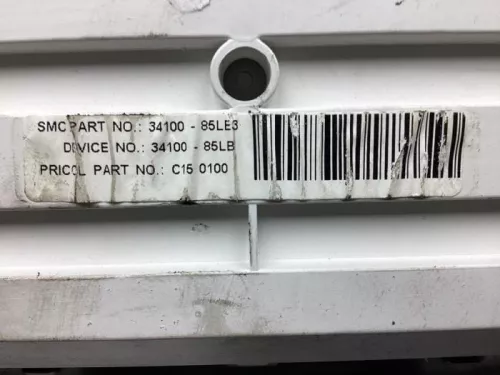 SMC PART NO.: 34100 - 85LE3
DEVICE NO.: 34100 - 85LB
PRICOL PART NO.: C15 0100